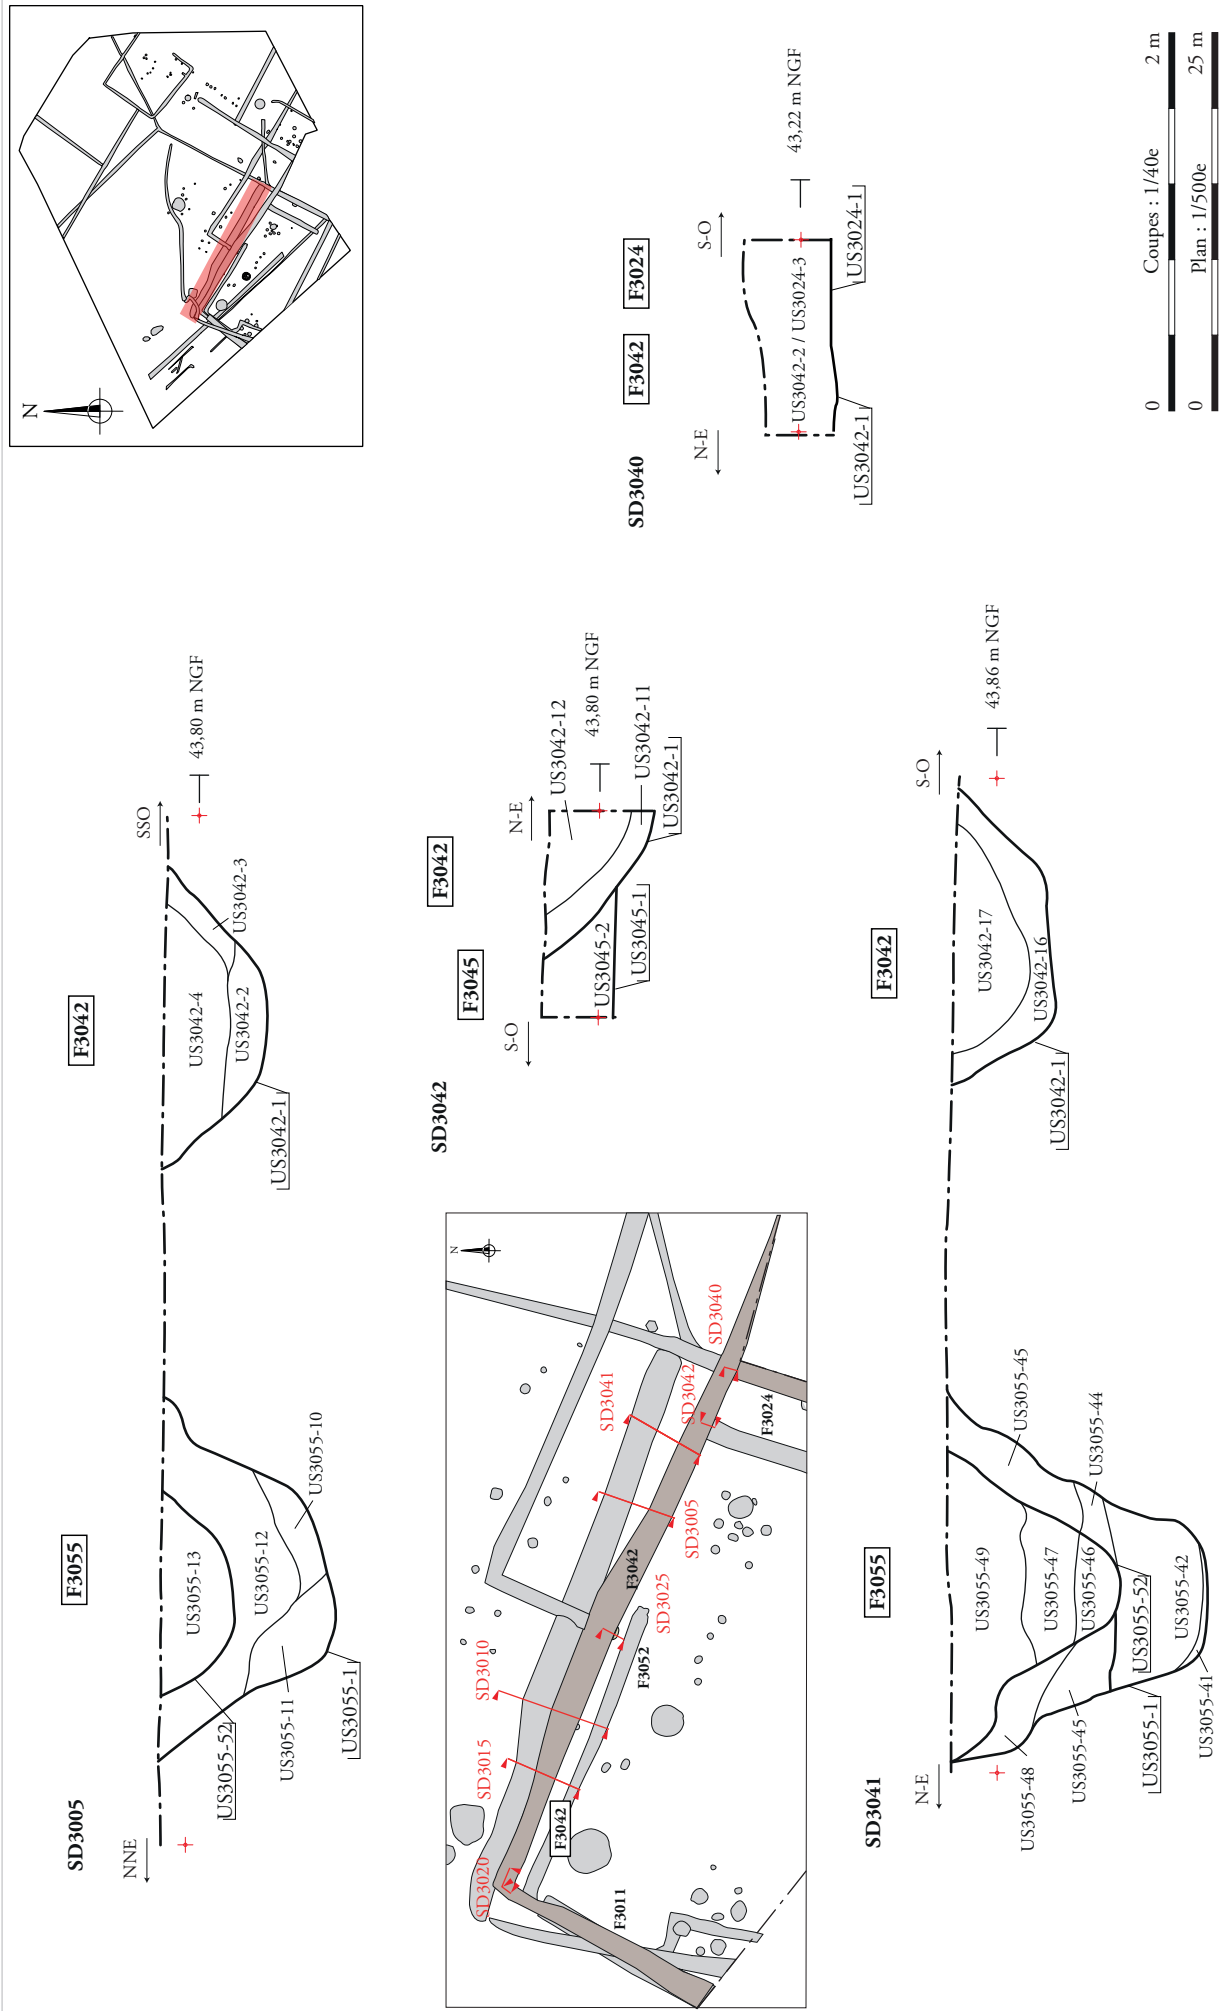 SD3005
F3055
F3042
NNE
SSO
43,80 m NGF
US3055-13
US3055-12
US3055-10
US3055-11
US3055-52
US3055-1
US3042-4
US3042-2
US3042-3
US3042-1
N
SD3042
F3045
F3042
S-O
N-E
US3042-12
43,80 m NGF
US3042-11
US3042-1
US3045-2
US3045-1
SD3040
F3042
F3024
N-E
S-O
43,22 m NGF
US3042-2 / US3024-3
US3042-1
US3024-1
N
SD3020
SD3015
SD3010
SD3025
SD3005
SD3041
SD3042
SD3040
F3011
F3042
F3052
F3042
F3024
SD3041
F3055
F3042
N-E
S-O
43,86 m NGF
US3055-49
US3055-47
US3055-46
US3055-45
US3055-44
US3055-48
US3055-45
US3055-52
US3055-42
US3055-1
US3055-41
US3042-17
US3042-16
US3042-1
0 Coupes : 1/40e 2 m
0 Plan : 1/500e 25 m